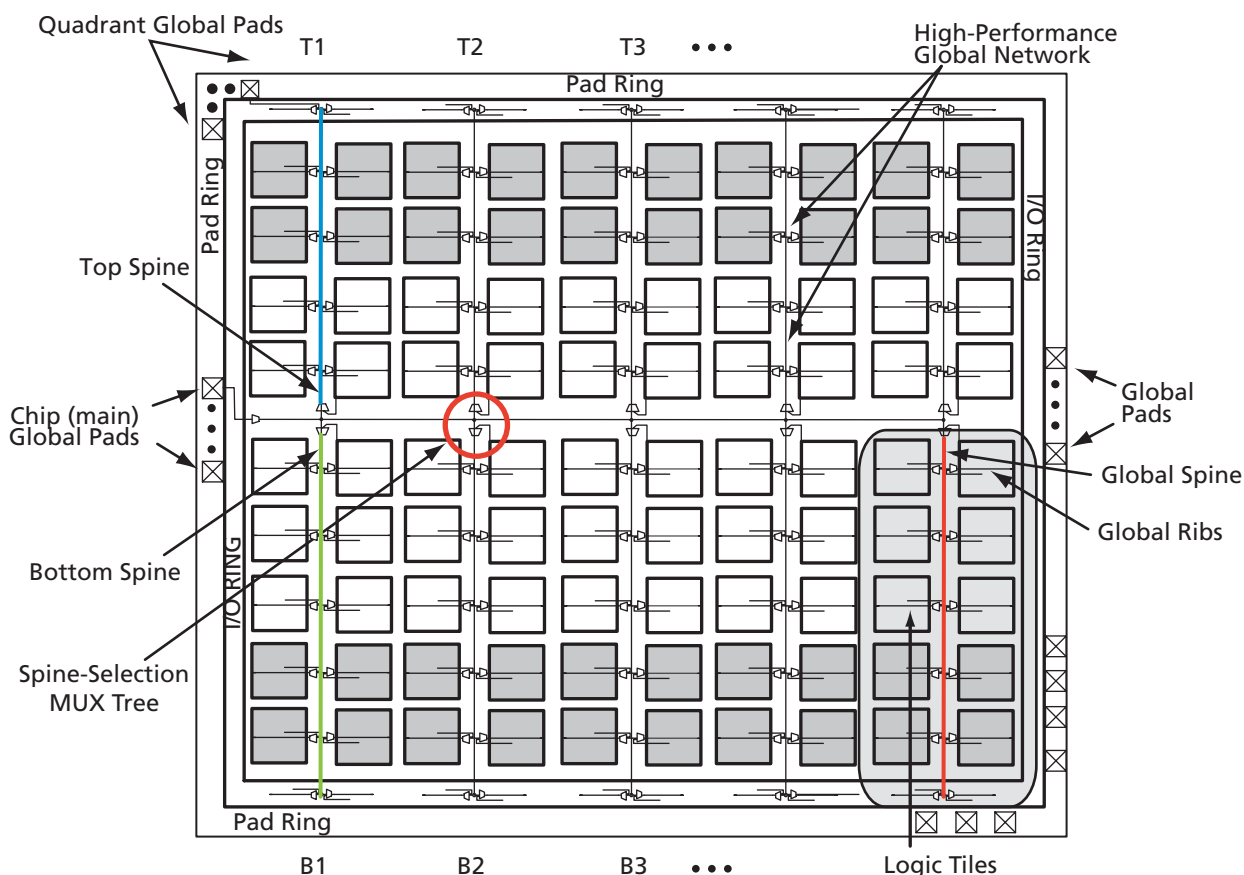 Quadrant Global Pads
T1
T2
T3
•••
High-Performance
Global Network
Pad Ring
Pad Ring
I/O Ring
Top Spine
Chip (main)
Global Pads
Global
Pads
Global Spine
Global Ribs
Bottom Spine
I/O RING
Spine-Selection
MUX Tree
Pad Ring
B1
B2
B3
•••
Logic Tiles